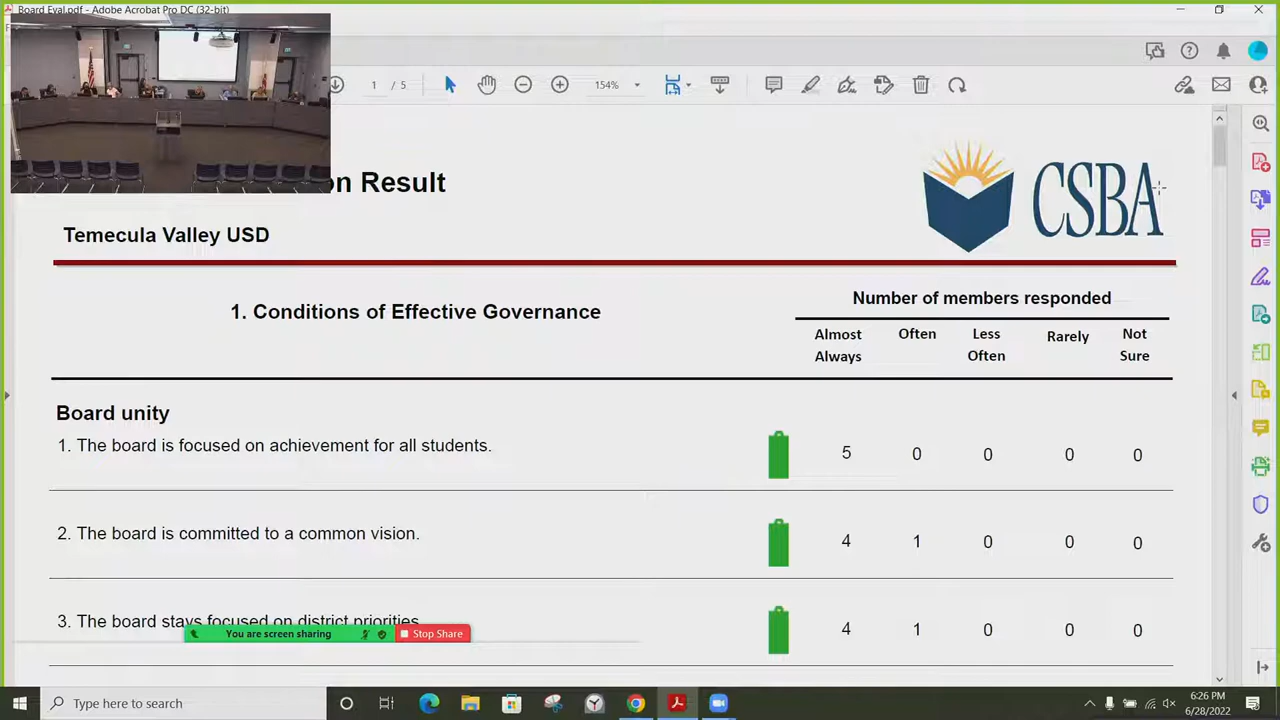 Board Eval.pdf - Adobe Acrobat Pro DC (32-bit)
1 / 5
154%
on Result
CSBA
Temecula Valley USD
1. Conditions of Effective Governance
Number of members responded
Almost Always
Often
Less Often
Rarely
Not Sure
Board unity
1. The board is focused on achievement for all students.
5 0 0 0 0
2. The board is committed to a common vision.
4 1 0 0 0
3. The board stays focused on district priorities.
4 1 0 0 0
You are screen sharing
Stop Share
Type here to search
6:26 PM
6/28/2022